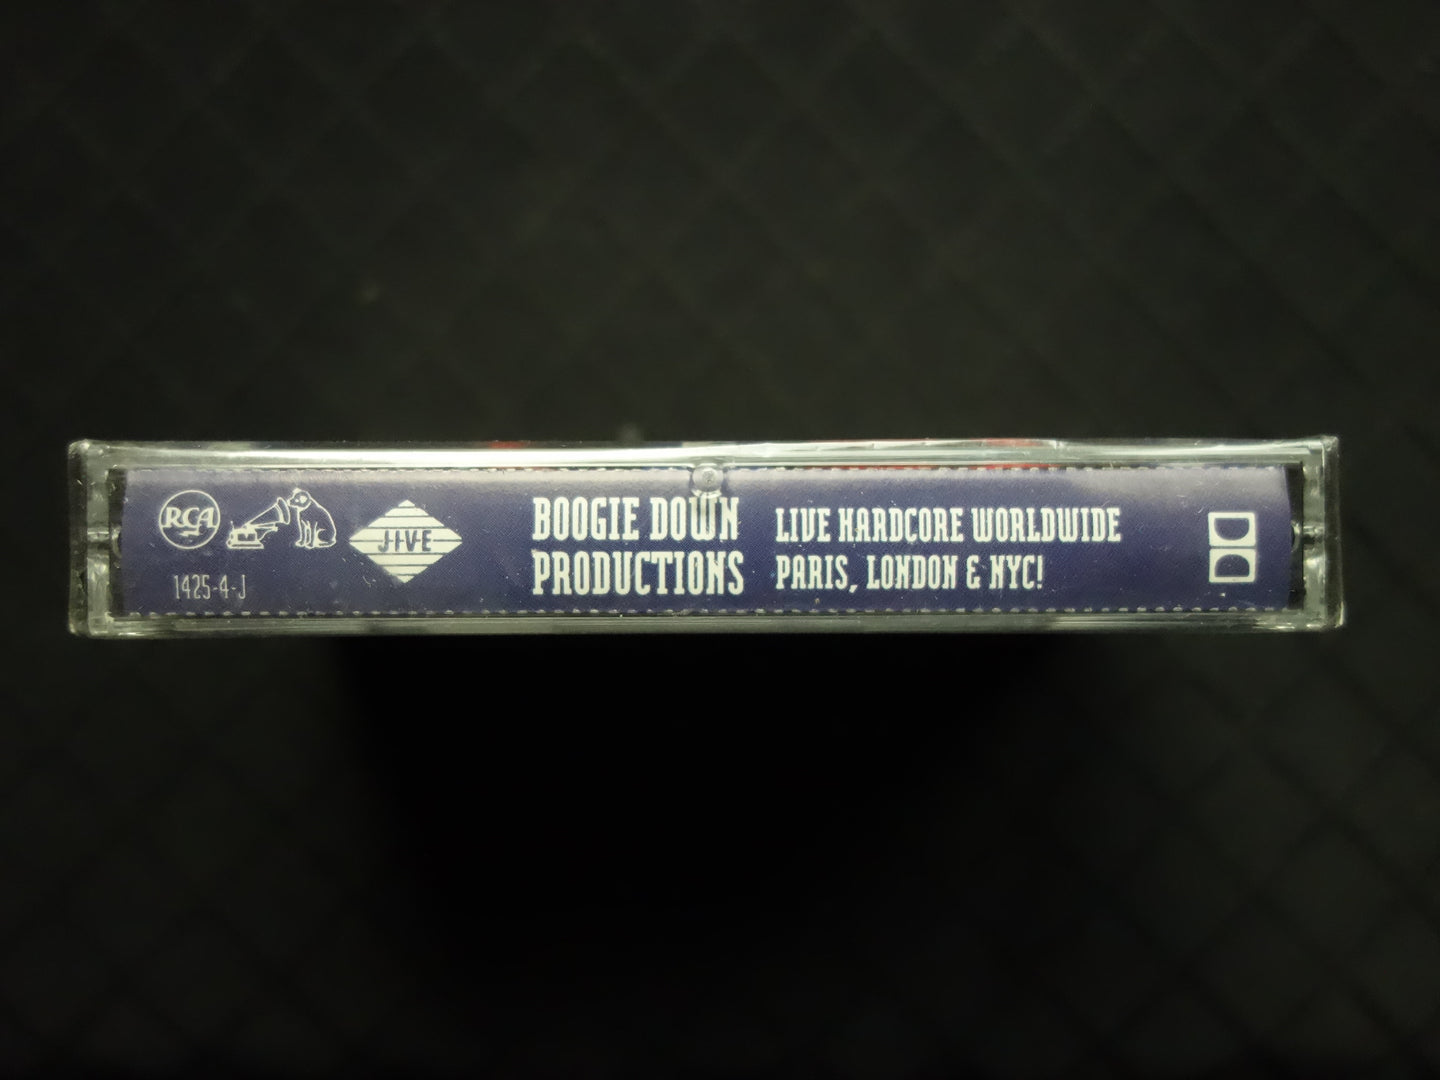 RCA
JIVE
1425-4-J
BOOGIE DOWN
PRODUCTIONS
LIVE HARDCORE WORLDWIDE
PARIS, LONDON & NYC!